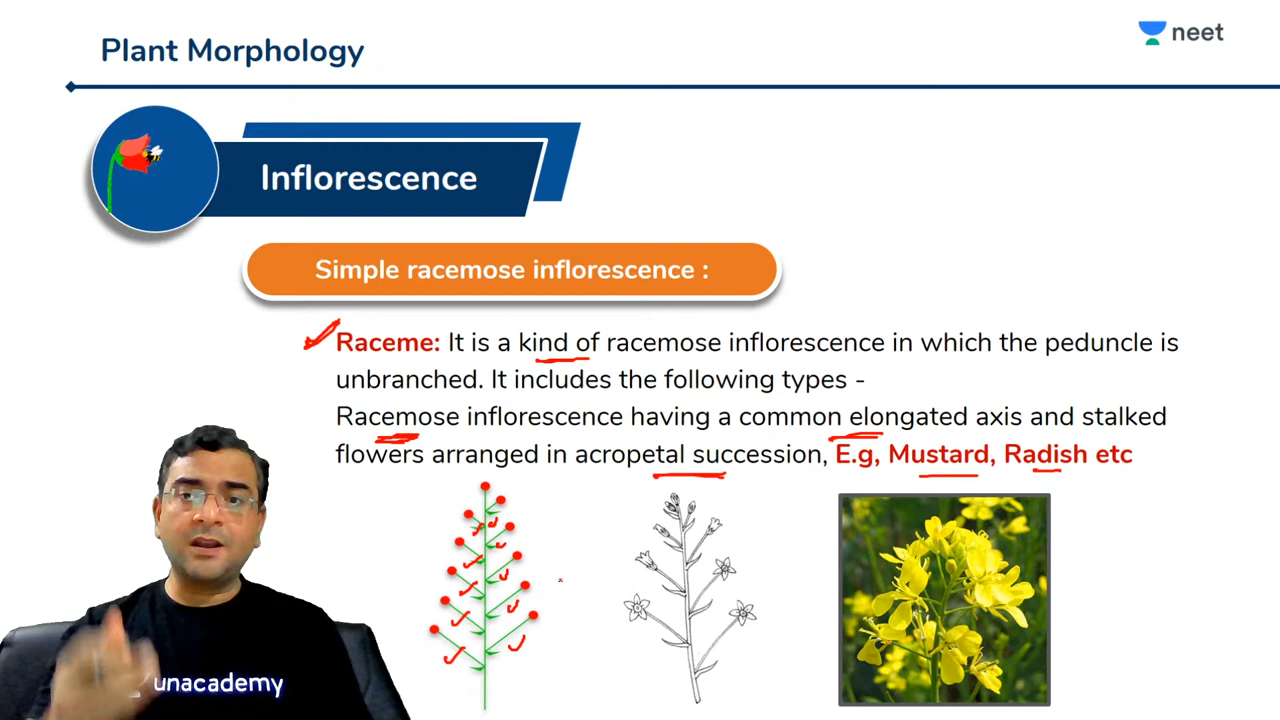 Plant Morphology
neet
Inflorescence
Simple racemose inflorescence :
Raceme: It is a kind of racemose inflorescence in which the peduncle is
unbranched. It includes the following types -
Racemose inflorescence having a common elongated axis and stalked
flowers arranged in acropetal succession, E.g, Mustard, Radish etc
unacademy